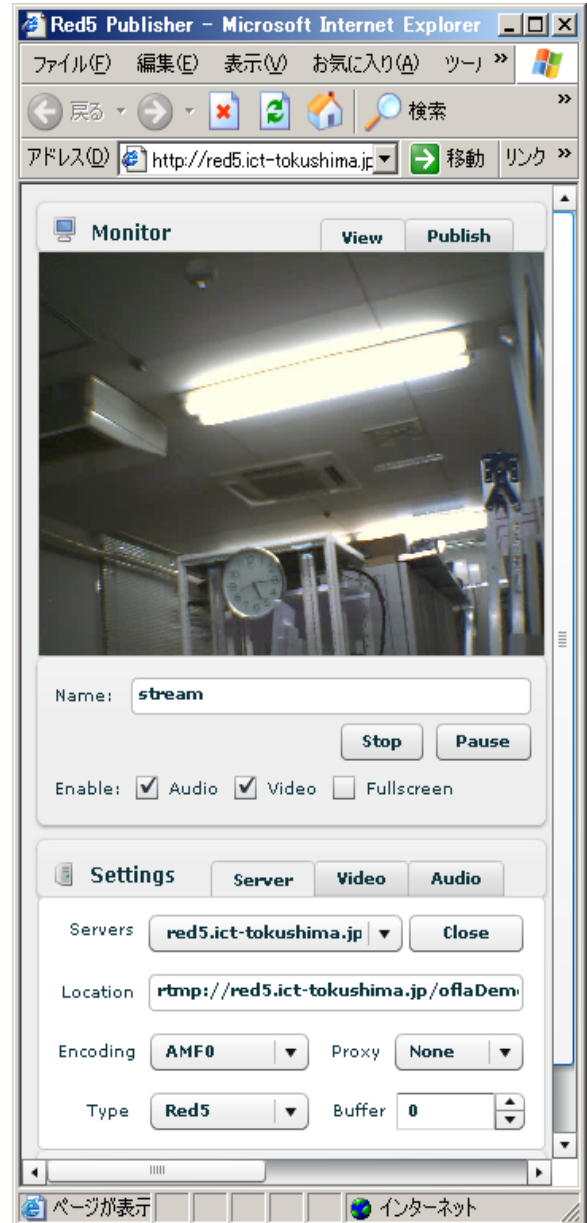 Red5 Publisher - Microsoft Internet Explorer
ファイル(F) 編集(E) 表示(V) お気に入り(A) ツール »
戻る 検索 »
アドレス(D) http://red5.ict-tokushima.jp 移動 リンク »
Monitor View Publish
Name: stream
Stop Pause
Enable: Audio Video Fullscreen
Settings Server Video Audio
Servers red5.ict-tokushima.jp Close
Location rtmp://red5.ict-tokushima.jp/oflaDem
Encoding AMF0 Proxy None
Type Red5 Buffer 0
ページが表示 インターネット